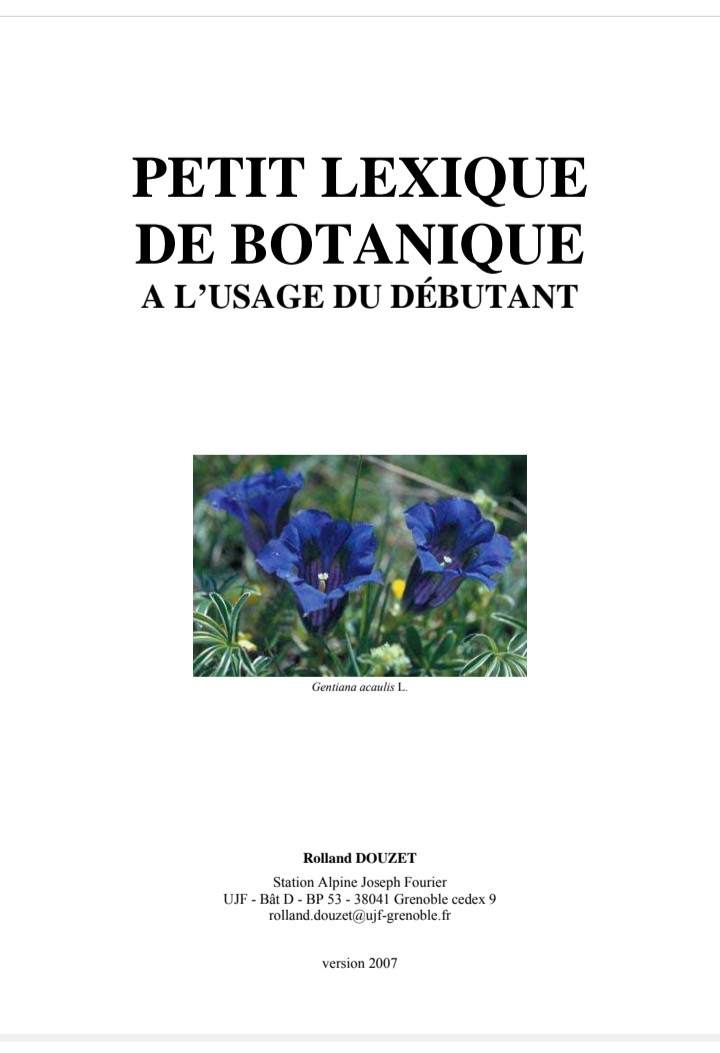 PETIT LEXIQUE
DE BOTANIQUE
A L'USAGE DU DÉBUTANT
Gentiana acaulis L.
Rolland DOUZET
Station Alpine Joseph Fourier
UJF - Bât D - BP 53 - 38041 Grenoble cedex 9
rolland.douzet@ujf-grenoble.fr
version 2007